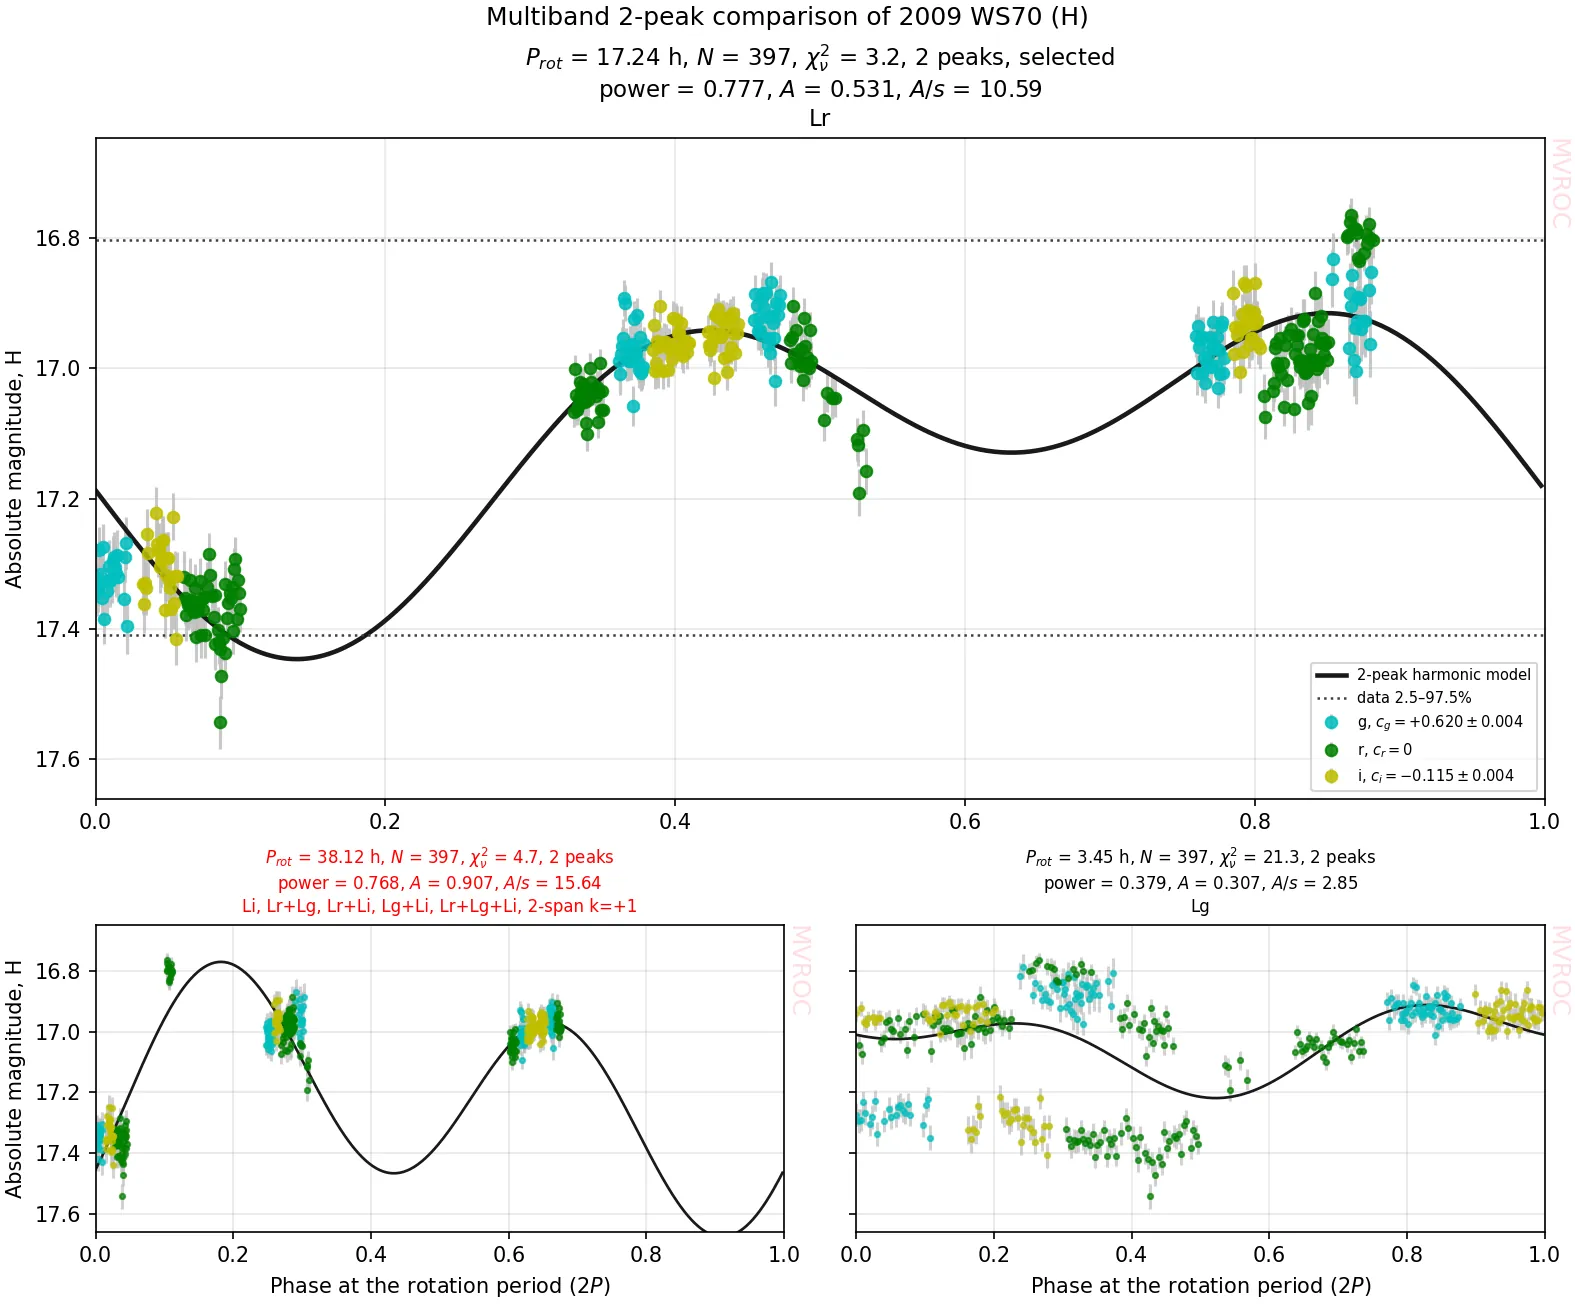 Multiband 2-peak comparison of 2009 WS70 (H)
P_rot = 17.24 h, N = 397, χ²_ν = 3.2, 2 peaks, selected
power = 0.777, A = 0.531, A/s = 10.59
Lr
MVROC
Absolute magnitude, H
16.8
17.0
17.2
17.4
17.6
0.0 0.2 0.4 0.6 0.8 1.0
2-peak harmonic model
data 2.5–97.5%
g, c_g = +0.620 ± 0.004
r, c_r = 0
i, c_i = −0.115 ± 0.004
P_rot = 38.12 h, N = 397, χ²_ν = 4.7, 2 peaks
power = 0.768, A = 0.907, A/s = 15.64
Li, Lr+Lg, Lr+Li, Lg+Li, Lr+Lg+Li, 2-span k=+1
MVROC
Absolute magnitude, H
16.8
17.0
17.2
17.4
17.6
0.0 0.2 0.4 0.6 0.8 1.0
Phase at the rotation period (2P)
P_rot = 3.45 h, N = 397, χ²_ν = 21.3, 2 peaks
power = 0.379, A = 0.307, A/s = 2.85
Lg
MVROC
0.0 0.2 0.4 0.6 0.8 1.0
Phase at the rotation period (2P)